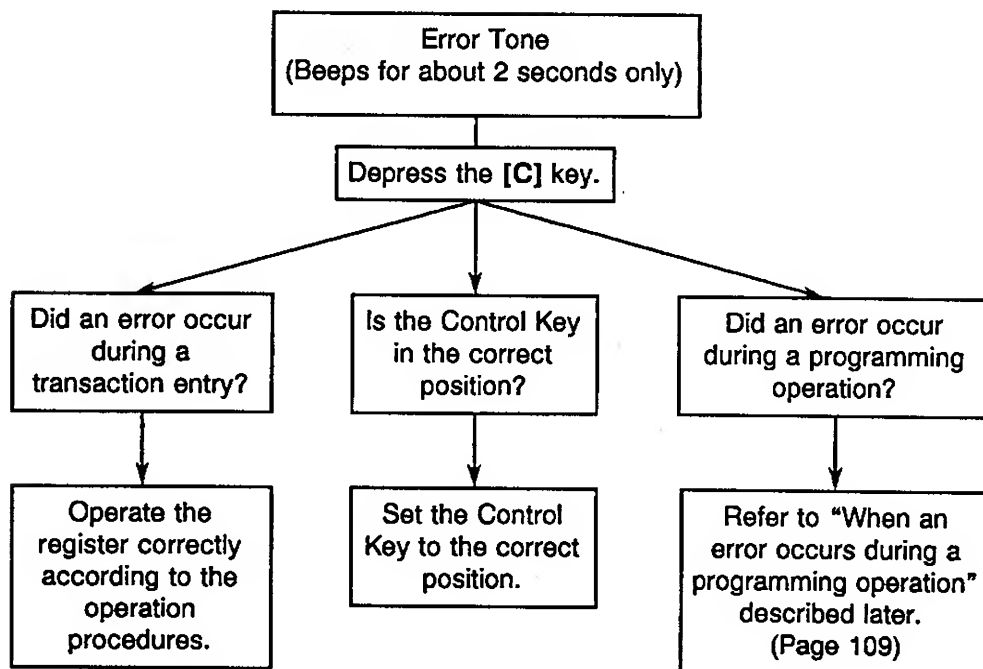 Error Tone
(Beeps for about 2 seconds only)
Depress the [C] key.
Did an error occur
during a
transaction entry?
Is the Control Key
in the correct
position?
Did an error occur
during a programming
operation?
Operate the
register correctly
according to the
operation
procedures.
Set the Control
Key to the correct
position.
Refer to “When an
error occurs during a
programming operation”
described later.
(Page 109)